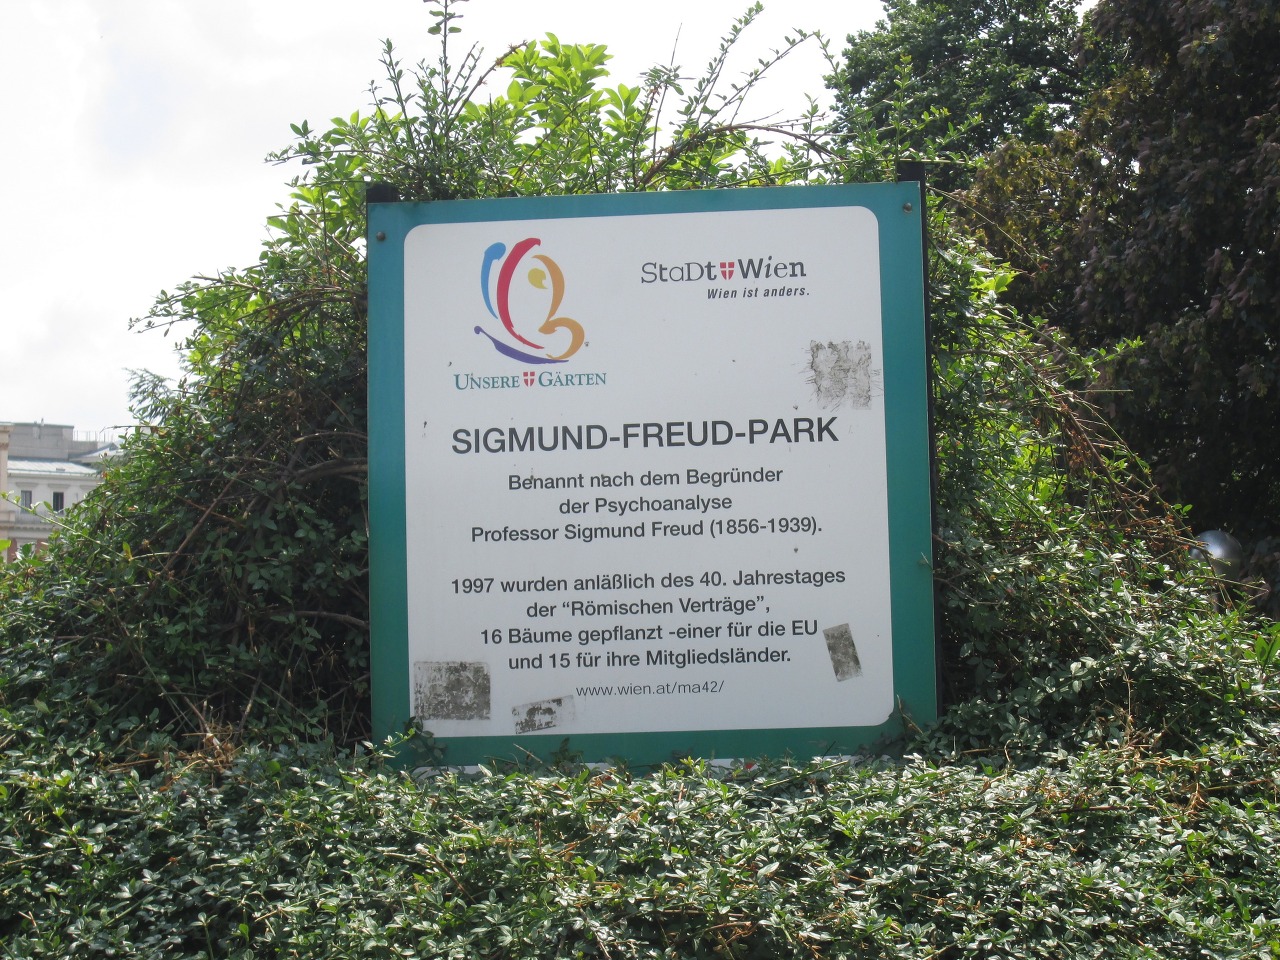 StaDt Wien
Wien ist anders.
UNSERE GÄRTEN
SIGMUND-FREUD-PARK
Benannt nach dem Begründer
der Psychoanalyse
Professor Sigmund Freud (1856-1939).
1997 wurden anläßlich des 40. Jahrestages
der “Römischen Verträge”,
16 Bäume gepflanzt -einer für die EU
und 15 für ihre Mitgliedsländer.
www.wien.at/ma42/